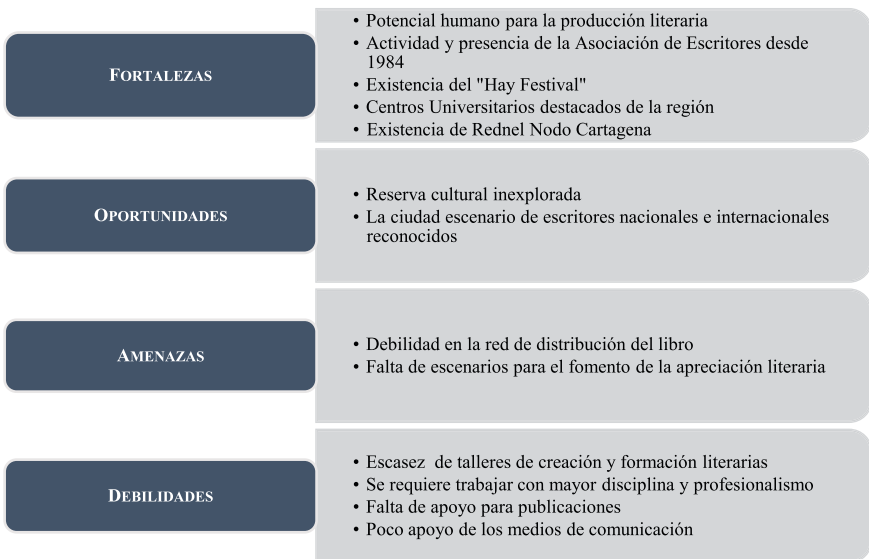 FORTALEZAS
• Potencial humano para la producción literaria
• Actividad y presencia de la Asociación de Escritores desde
1984
• Existencia del "Hay Festival"
• Centros Universitarios destacados de la región
• Existencia de Rednel Nodo Cartagena
OPORTUNIDADES
• Reserva cultural inexplorada
• La ciudad escenario de escritores nacionales e internacionales
reconocidos
AMENAZAS
• Debilidad en la red de distribución del libro
• Falta de escenarios para el fomento de la apreciación literaria
DEBILIDADES
• Escasez de talleres de creación y formación literarias
• Se requiere trabajar con mayor disciplina y profesionalismo
• Falta de apoyo para publicaciones
• Poco apoyo de los medios de comunicación